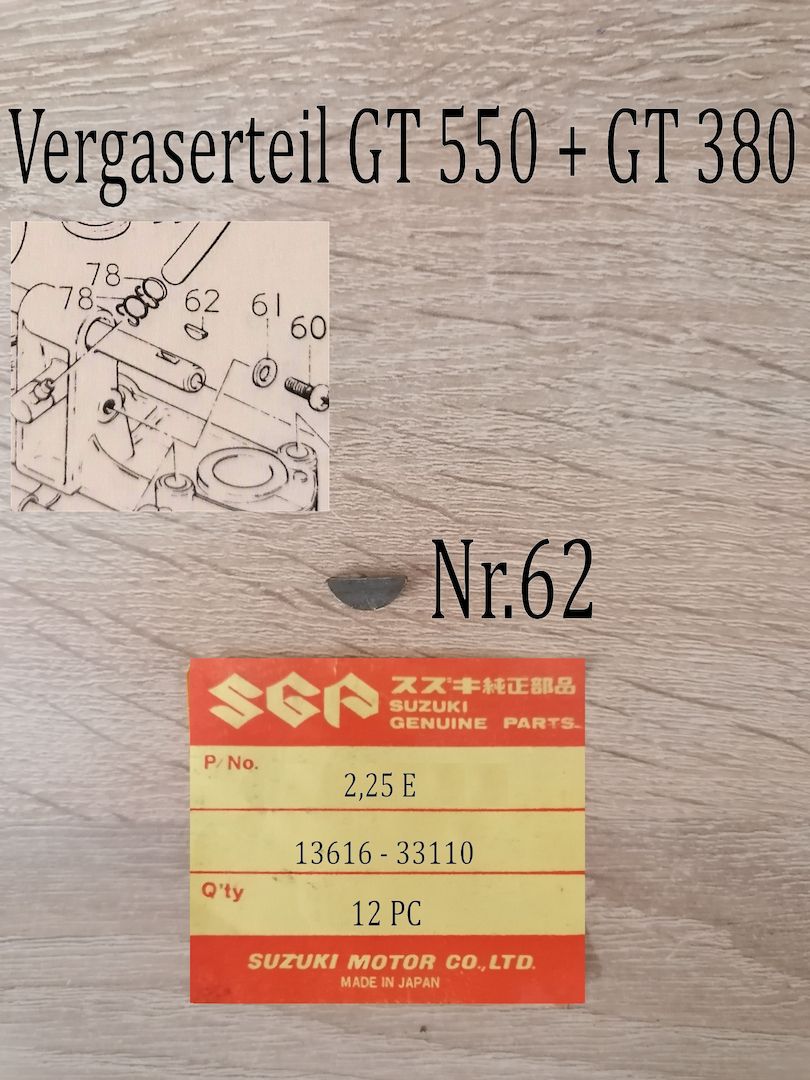 Vergaserteil GT 550 + GT 380
78
78
62
61
60
Nr.62
SGP
スズキ純正部品
SUZUKI
GENUINE PARTS
P/No.
2,25 E
13616 - 33110
Q'ty
12 PC
SUZUKI MOTOR CO.,LTD.
MADE IN JAPAN